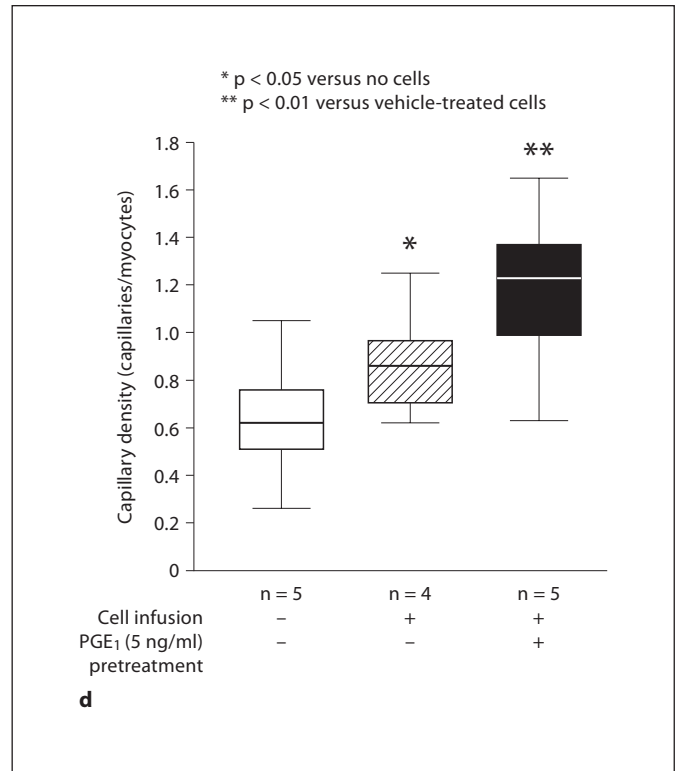 * p < 0.05 versus no cells
** p < 0.01 versus vehicle-treated cells
Capillary density (capillaries/myocytes)
1.8
1.6
1.4
1.2
1.0
0.8
0.6
0.4
0.2
0
*
**
n = 5 n = 4 n = 5
Cell infusion – + +
PGE₁ (5 ng/ml) – – +
pretreatment
d